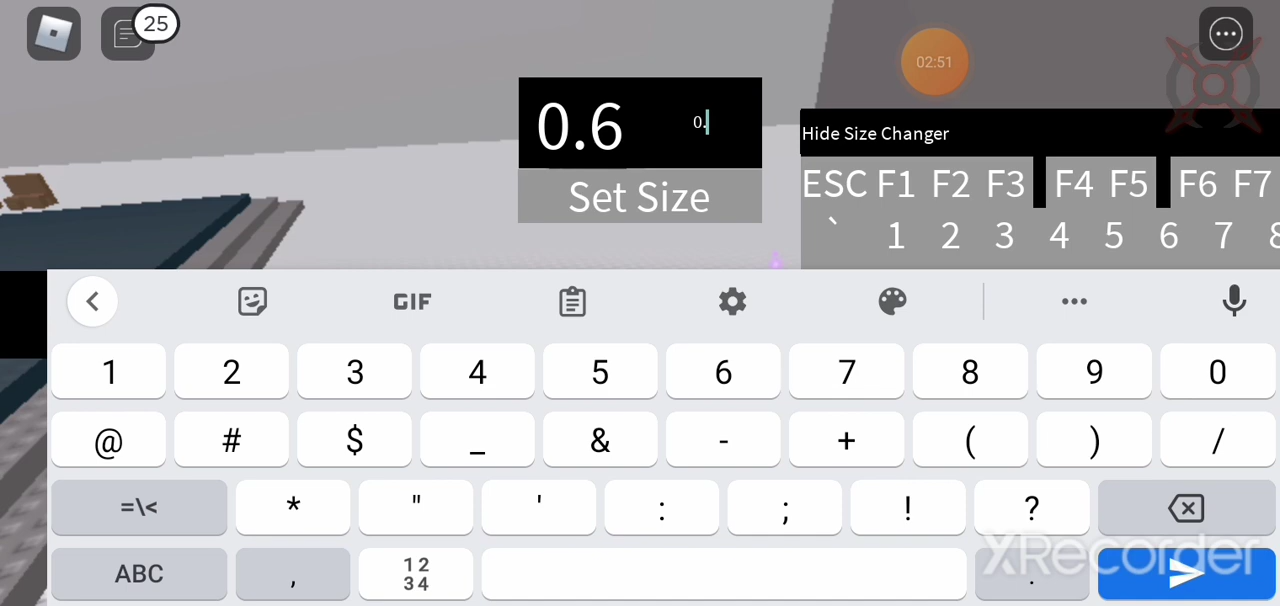 25
02:51
0.6 0.
Set Size
Hide Size Changer
ESC F1 F2 F3 F4 F5 F6 F7
` 1 2 3 4 5 6 7 8
GIF
1 2 3 4 5 6 7 8 9 0
@ # $ _ & - + ( ) /
=\< * " ' : ; ! ?
XRecorder
ABC , 12 .
34